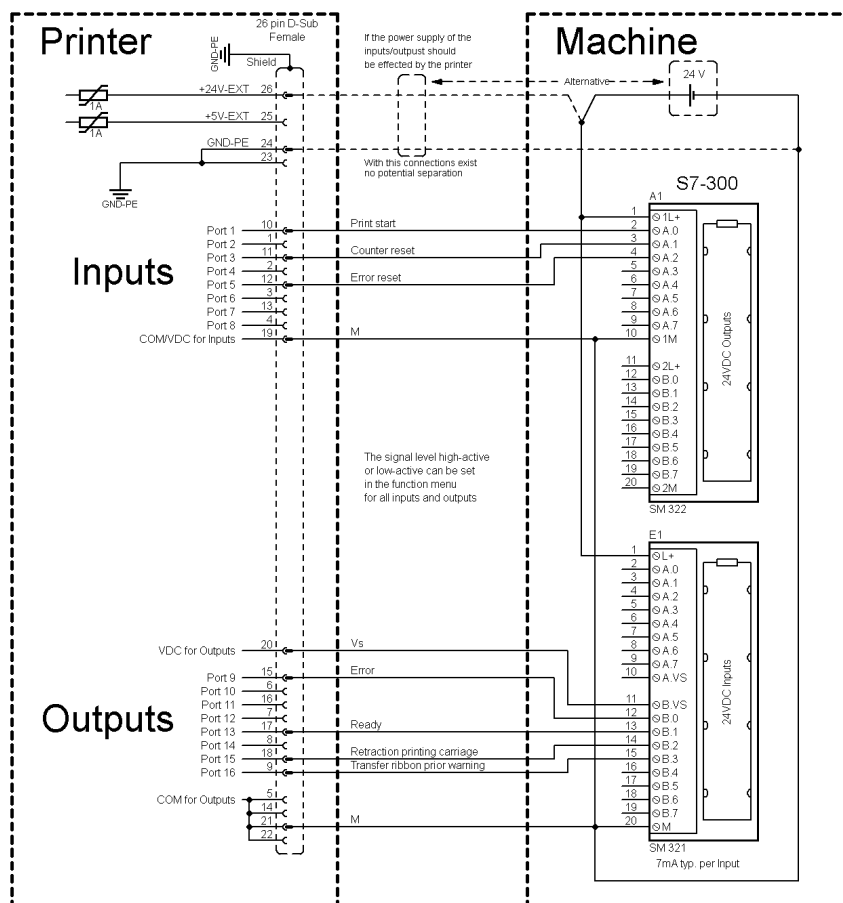 Printer
26 pin D-Sub
Female
GND-PE
Shield
+24V-EXT 26
1A
+5V-EXT 25
1A
GND-PE 24
23
GND-PE
If the power supply of the
inputs/outpust should
be effected by the printer
Alternative
With this connections exist
no potential separation
Machine
24 V
S7-300
A1
Inputs
Port 1 10 Print start
Port 2 1
Port 3 11 Counter reset
Port 4 2
Port 5 12 Error reset
Port 6 3
Port 7 13
Port 8 4
COM/VDC for Inputs 19 M
1 1L+
2 A.0
3 A.1
4 A.2
5 A.3
6 A.4
7 A.5
8 A.6
9 A.7
10 1M
11 2L+
12 B.0
13 B.1
14 B.2
15 B.3
16 B.4
17 B.5
18 B.6
19 B.7
20 2M
24VDC Outputs
SM 322
The signal level high-active
or low-active can be set
in the function menu
for all inputs and outputs
E1
1 L+
2 A.0
3 A.1
4 A.2
5 A.3
6 A.4
7 A.5
8 A.6
9 A.7
10 A.VS
11 B.VS
12 B.0
13 B.1
14 B.2
15 B.3
16 B.4
17 B.5
18 B.6
19 B.7
20 M
24VDC Inputs
SM 321
7mA typ. per Input
Outputs
VDC for Outputs 20 Vs
Port 9 15 Error
Port 10 6
Port 11 16
Port 12 7
Port 13 17 Ready
Port 14 8
Port 15 18 Retraction printing carriage
Port 16 9 Transfer ribbon prior warning
COM for Outputs 5
14
21 M
22